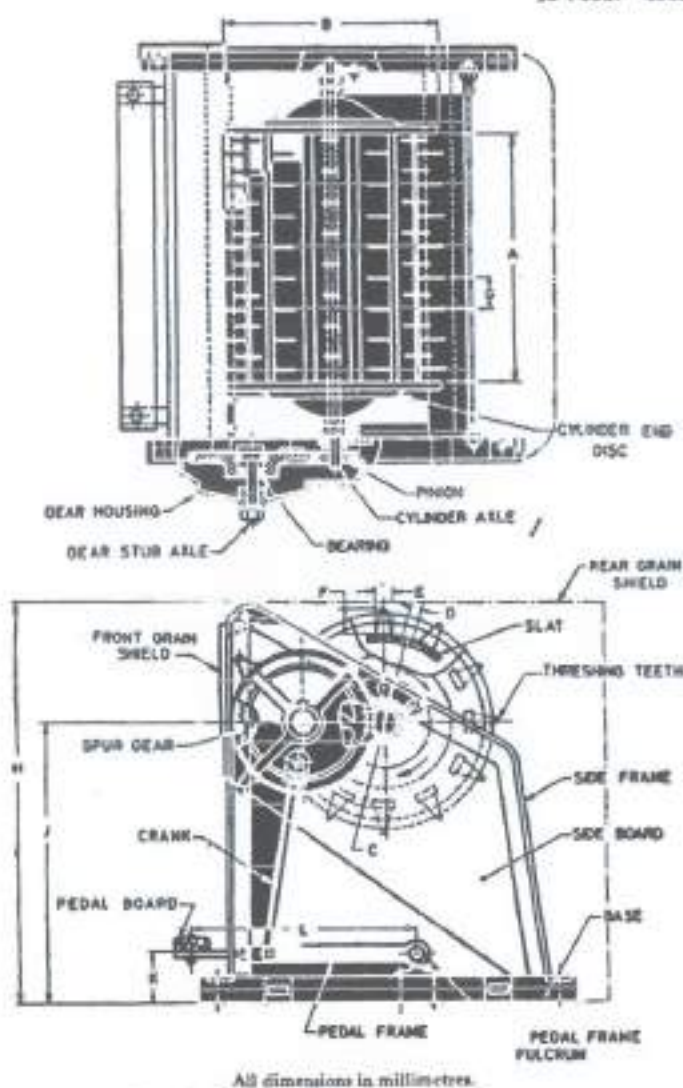 B
A
CYLINDER END
DISC
PINION
GEAR HOUSING
CYLINDER AXLE
GEAR STUB AXLE
BEARING
REAR GRAIN
SHIELD
F
E
D
SLAT
FRONT GRAIN
SHIELD
THRESHING TEETH
SPUR GEAR
H
J
SIDE FRAME
SIDE BOARD
CRANK
C
PEDAL BOARD
L
BASE
PEDAL FRAME
PEDAL FRAME
FULCRUM
All dimensions in millimetres.